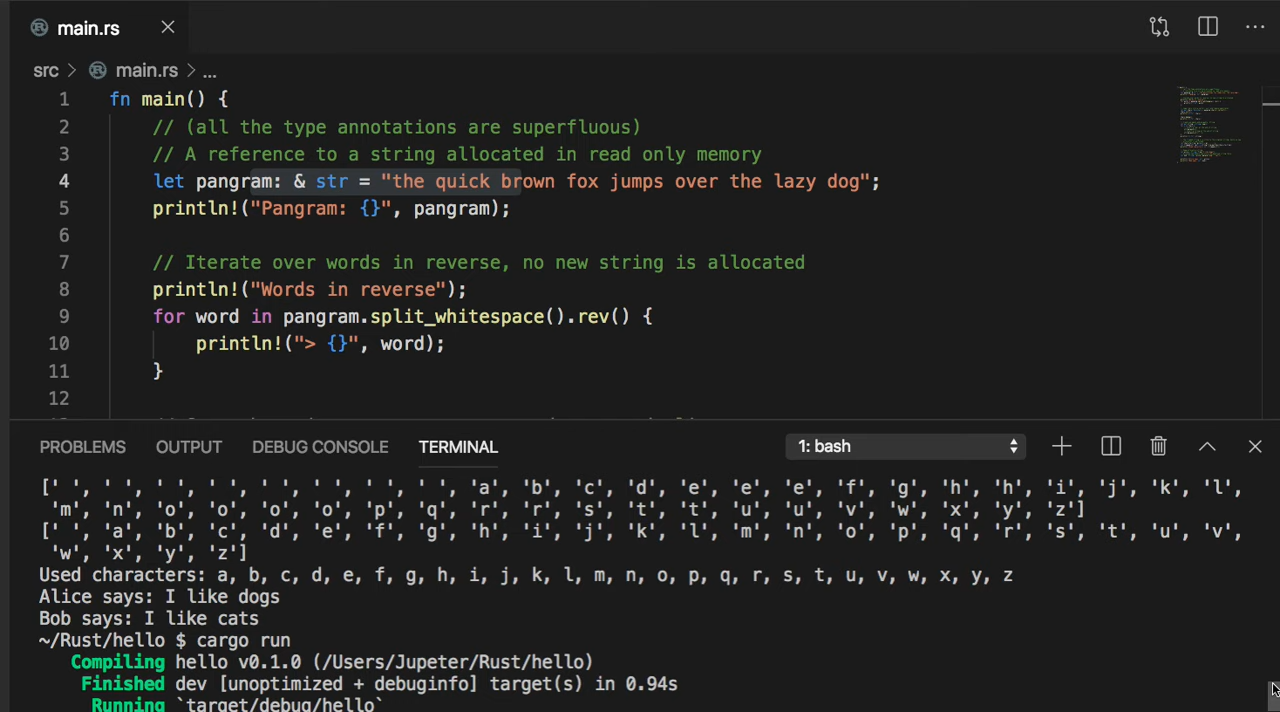 main.rs
src > main.rs > ...
1 fn main() {
2 // (all the type annotations are superfluous)
3 // A reference to a string allocated in read only memory
4 let pangram: & str = "the quick brown fox jumps over the lazy dog";
5 println!("Pangram: {}", pangram);
6
7 // Iterate over words in reverse, no new string is allocated
8 println!("Words in reverse");
9 for word in pangram.split_whitespace().rev() {
10 println!("> {}", word);
11 }
12
PROBLEMS OUTPUT DEBUG CONSOLE TERMINAL 1: bash
[' ', ' ', ' ', ' ', ' ', ' ', ' ', ' ', 'a', 'b', 'c', 'd', 'e', 'e', 'e', 'f', 'g', 'h', 'h', 'i', 'j', 'k', 'l',
'm', 'n', 'o', 'o', 'o', 'o', 'p', 'q', 'r', 'r', 's', 't', 't', 'u', 'u', 'v', 'w', 'x', 'y', 'z']
[' ', 'a', 'b', 'c', 'd', 'e', 'f', 'g', 'h', 'i', 'j', 'k', 'l', 'm', 'n', 'o', 'p', 'q', 'r', 's', 't', 'u', 'v',
'w', 'x', 'y', 'z']
Used characters: a, b, c, d, e, f, g, h, i, j, k, l, m, n, o, p, q, r, s, t, u, v, w, x, y, z
Alice says: I like dogs
Bob says: I like cats
~/Rust/hello $ cargo run
Compiling hello v0.1.0 (/Users/Jupeter/Rust/hello)
Finished dev [unoptimized + debuginfo] target(s) in 0.94s
Running `target/debug/hello`